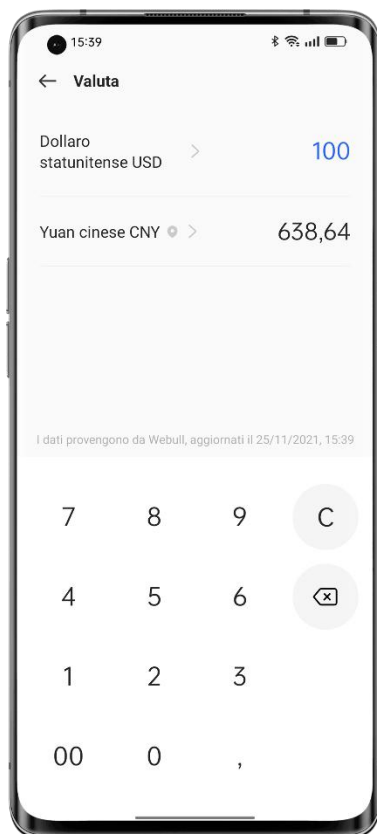 15:39
Valuta
Dollaro
statunitense USD
100
Yuan cinese CNY
638,64
I dati provengono da Webull, aggiornati il 25/11/2021, 15:39
7 8 9 C
4 5 6
1 2 3
00 0 ,